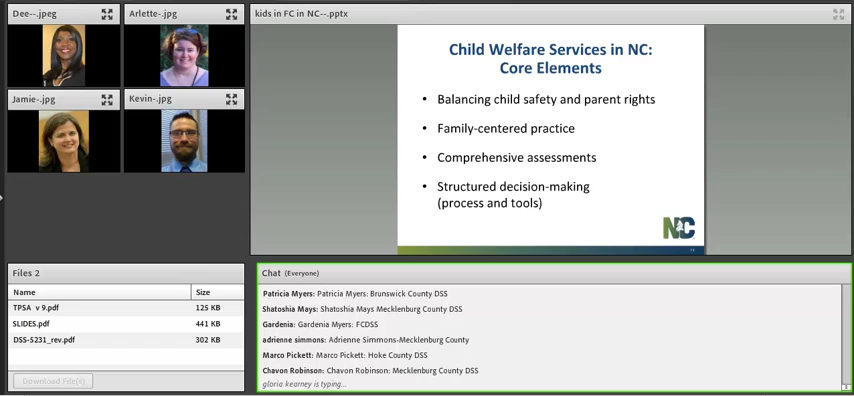 Dee--.jpeg
Arlette-.jpg
Jamie-.jpg
Kevin-.jpg
kids in FC in NC--.pptx
Child Welfare Services in NC:
Core Elements
• Balancing child safety and parent rights
• Family-centered practice
• Comprehensive assessments
• Structured decision-making
(process and tools)
NC
Files 2
Name Size
TPSA v 9.pdf 125 KB
SLIDES.pdf 441 KB
DSS-5231_rev.pdf 302 KB
Download File(s)
Chat (Everyone)
Patricia Myers: Patricia Myers: Brunswick County DSS
Shatoshia Mays: Shatoshia Mays Mecklenburg County DSS
Gardenia: Gardenia Myers: FCDSS
adrienne simmons: Adrienne Simmons-Mecklenburg County
Marco Pickett: Marco Pickett: Hoke County DSS
Chavon Robinson: Chavon Robinson: Mecklenburg County DSS
gloria kearney is typing...